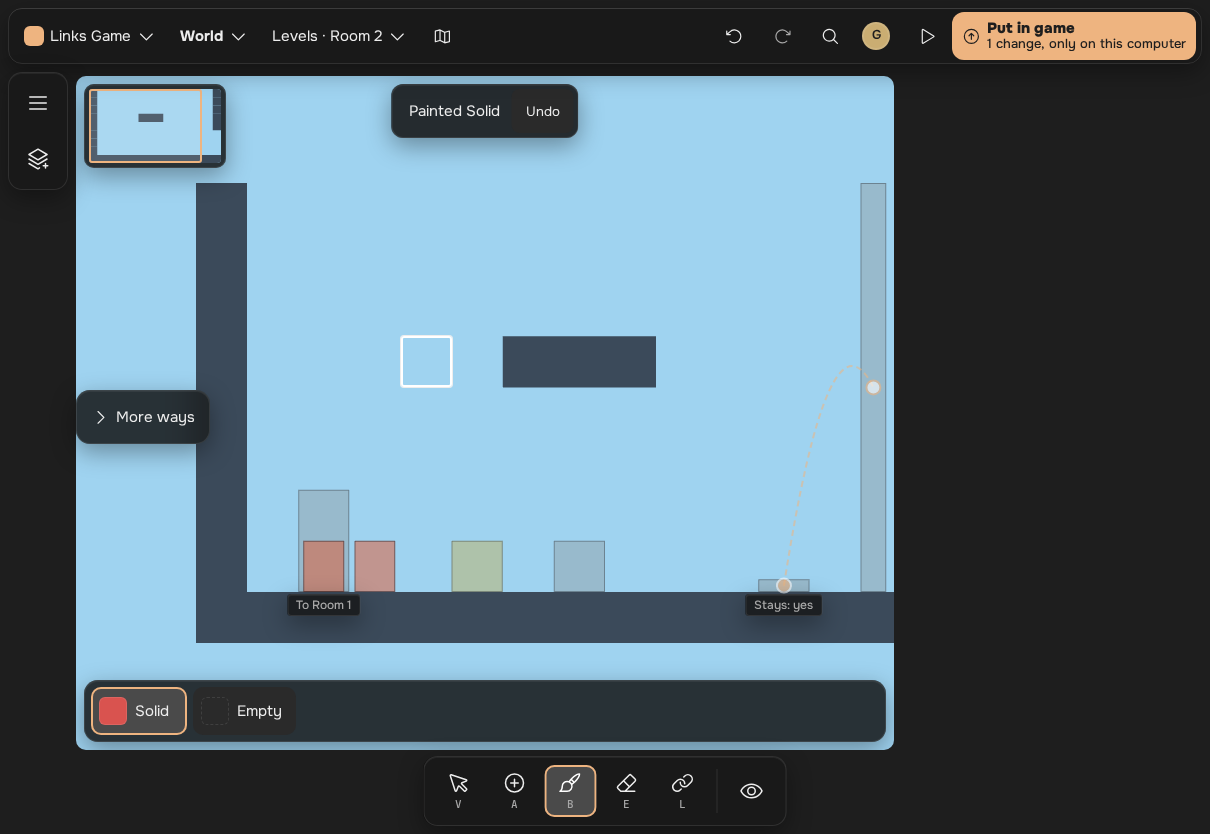 Links Game
World
Levels · Room 2
G
Put in game
1 change, only on this computer
Painted Solid
Undo
More ways
To Room 1
Stays: yes
Solid
Empty
V
A
B
E
L